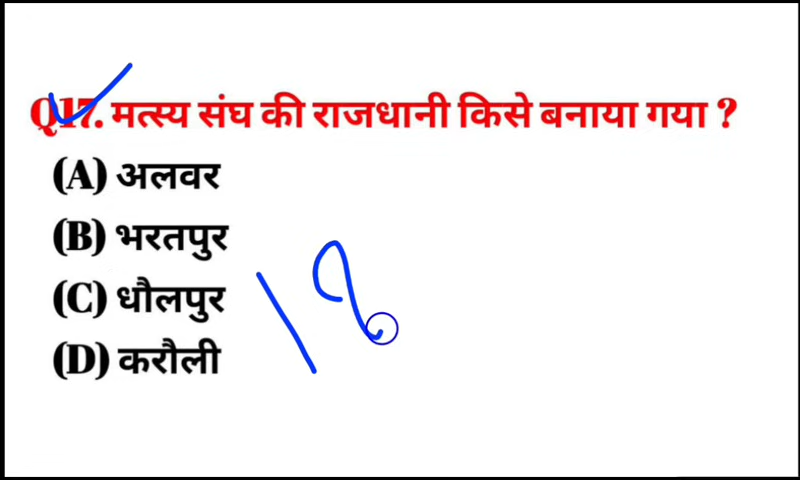 Q17. मत्स्य संघ की राजधानी किसे बनाया गया ?
(A) अलवर
(B) भरतपुर
(C) धौलपुर
(D) करौली